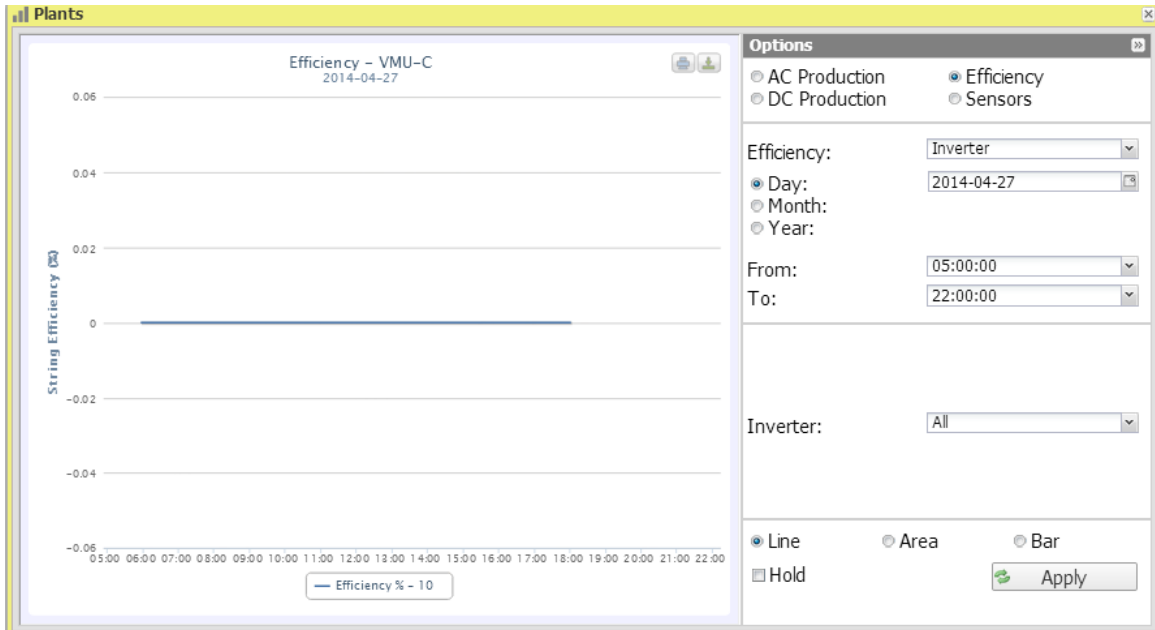 Plants
Efficiency - VMU-C
2014-04-27
0.06
0.04
0.02
0
-0.02
-0.04
-0.06
String Efficiency (%)
05:00 06:00 07:00 08:00 09:00 10:00 11:00 12:00 13:00 14:00 15:00 16:00 17:00 18:00 19:00 20:00 21:00 22:00
Efficiency % - 10
Options
AC Production Efficiency
DC Production Sensors
Efficiency: Inverter
Day: 2014-04-27
Month:
Year:
From: 05:00:00
To: 22:00:00
Inverter: All
Line Area Bar
Hold Apply